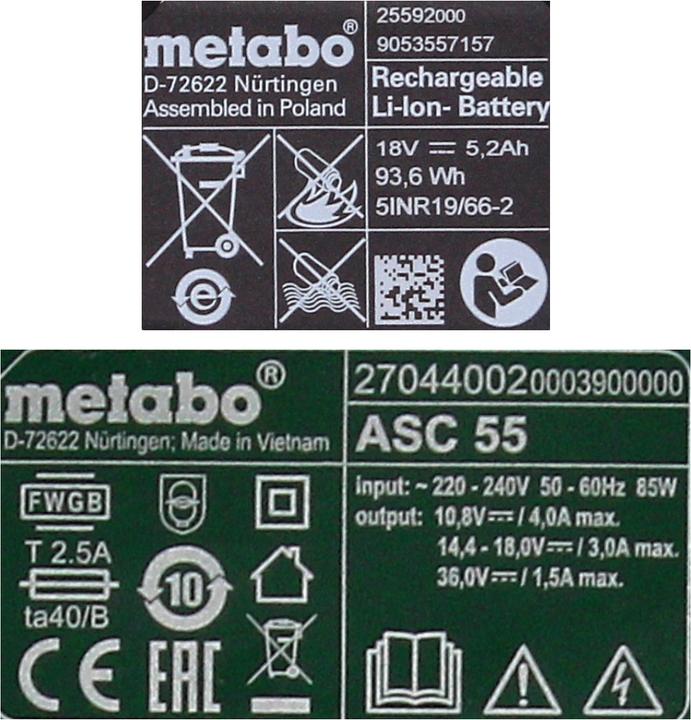 metabo®
D-72622 Nürtingen
Assembled in Poland
25592000
9053557157
Rechargeable
Li-Ion- Battery
18V ⎓ 5,2Ah
93,6 Wh
5INR19/66-2
e
metabo®
D-72622 Nürtingen; Made in Vietnam
270440020003900000
ASC 55
FWGB
T 2.5A
ta40/B
10
CE EAC
input: ~ 220 - 240V 50 - 60Hz 85W
output: 10,8V⎓/ 4,0A max.
14,4 - 18,0V⎓/ 3,0A max.
36,0V⎓/ 1,5A max.